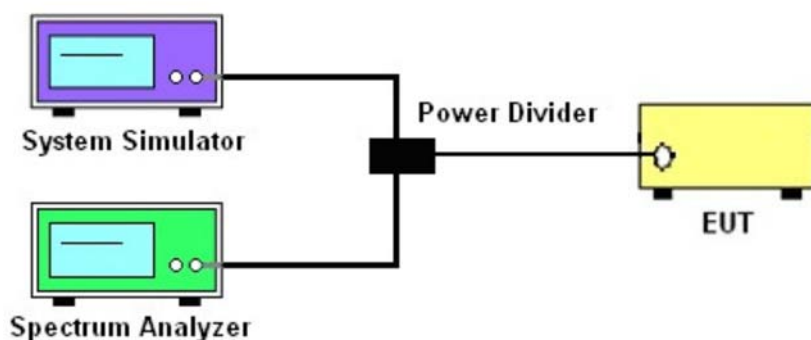 System Simulator
Power Divider
EUT
Spectrum Analyzer